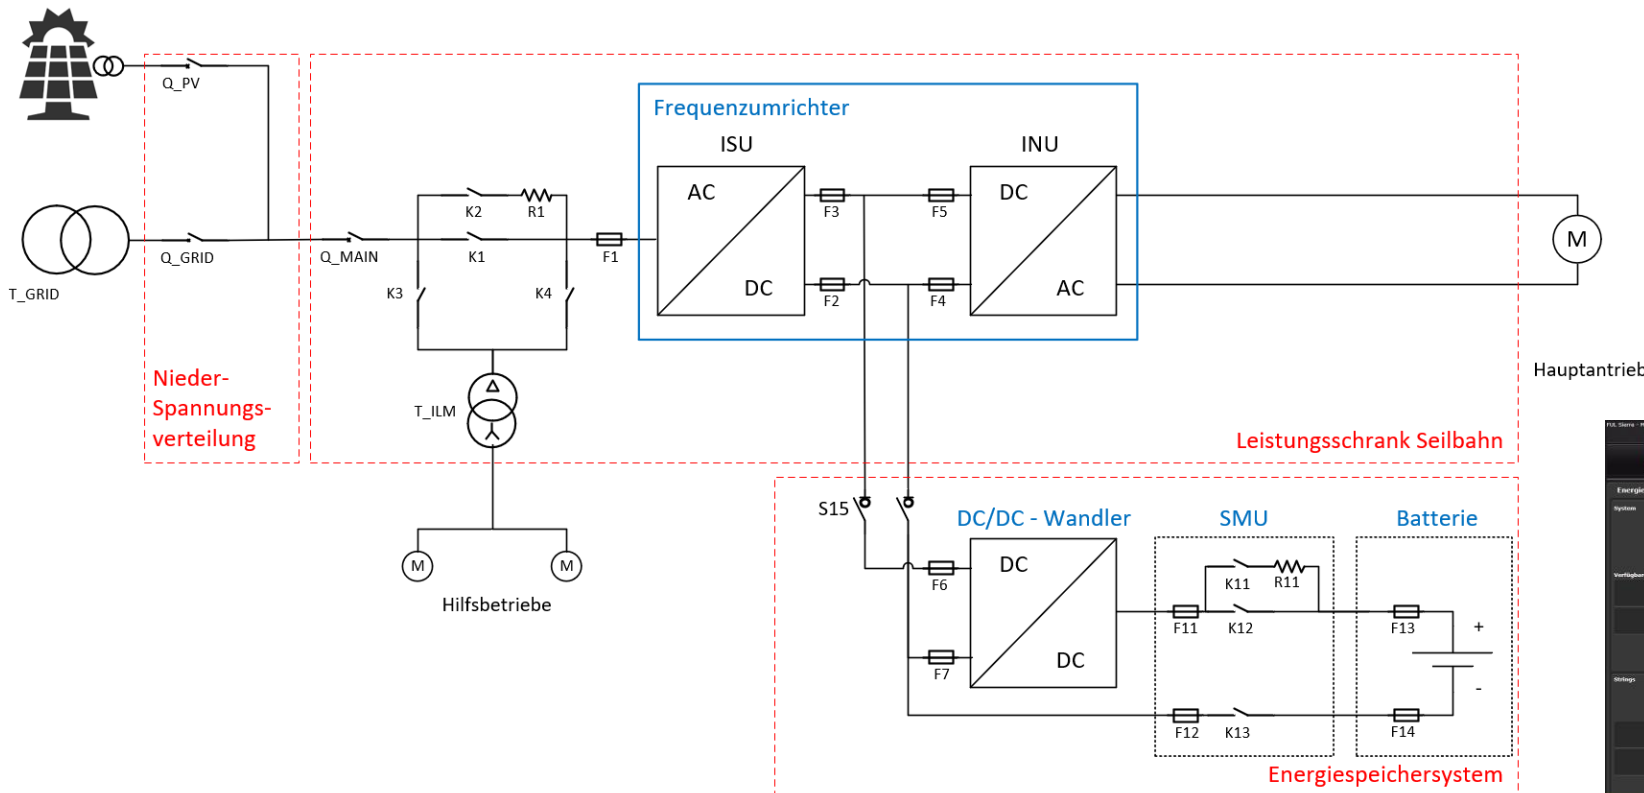 Q_PV
Frequenzumrichter
ISU
INU
AC
DC
F3
F5
K2
R1
Q_GRID
Q_MAIN
K1
F1
M
T_GRID
K3
K4
DC
F2
F4
AC
Nieder-
Spannungs-
verteilung
Hauptantrieb
T_ILM
Leistungsschrank Seilbahn
S15
DC/DC - Wandler
SMU
Batterie
M
M
Hilfsbetriebe
DC
F6
K11
R11
F11
K12
F13
+
DC
F7
-
F12
K13
F14
Energiespeichersystem
System
Strings